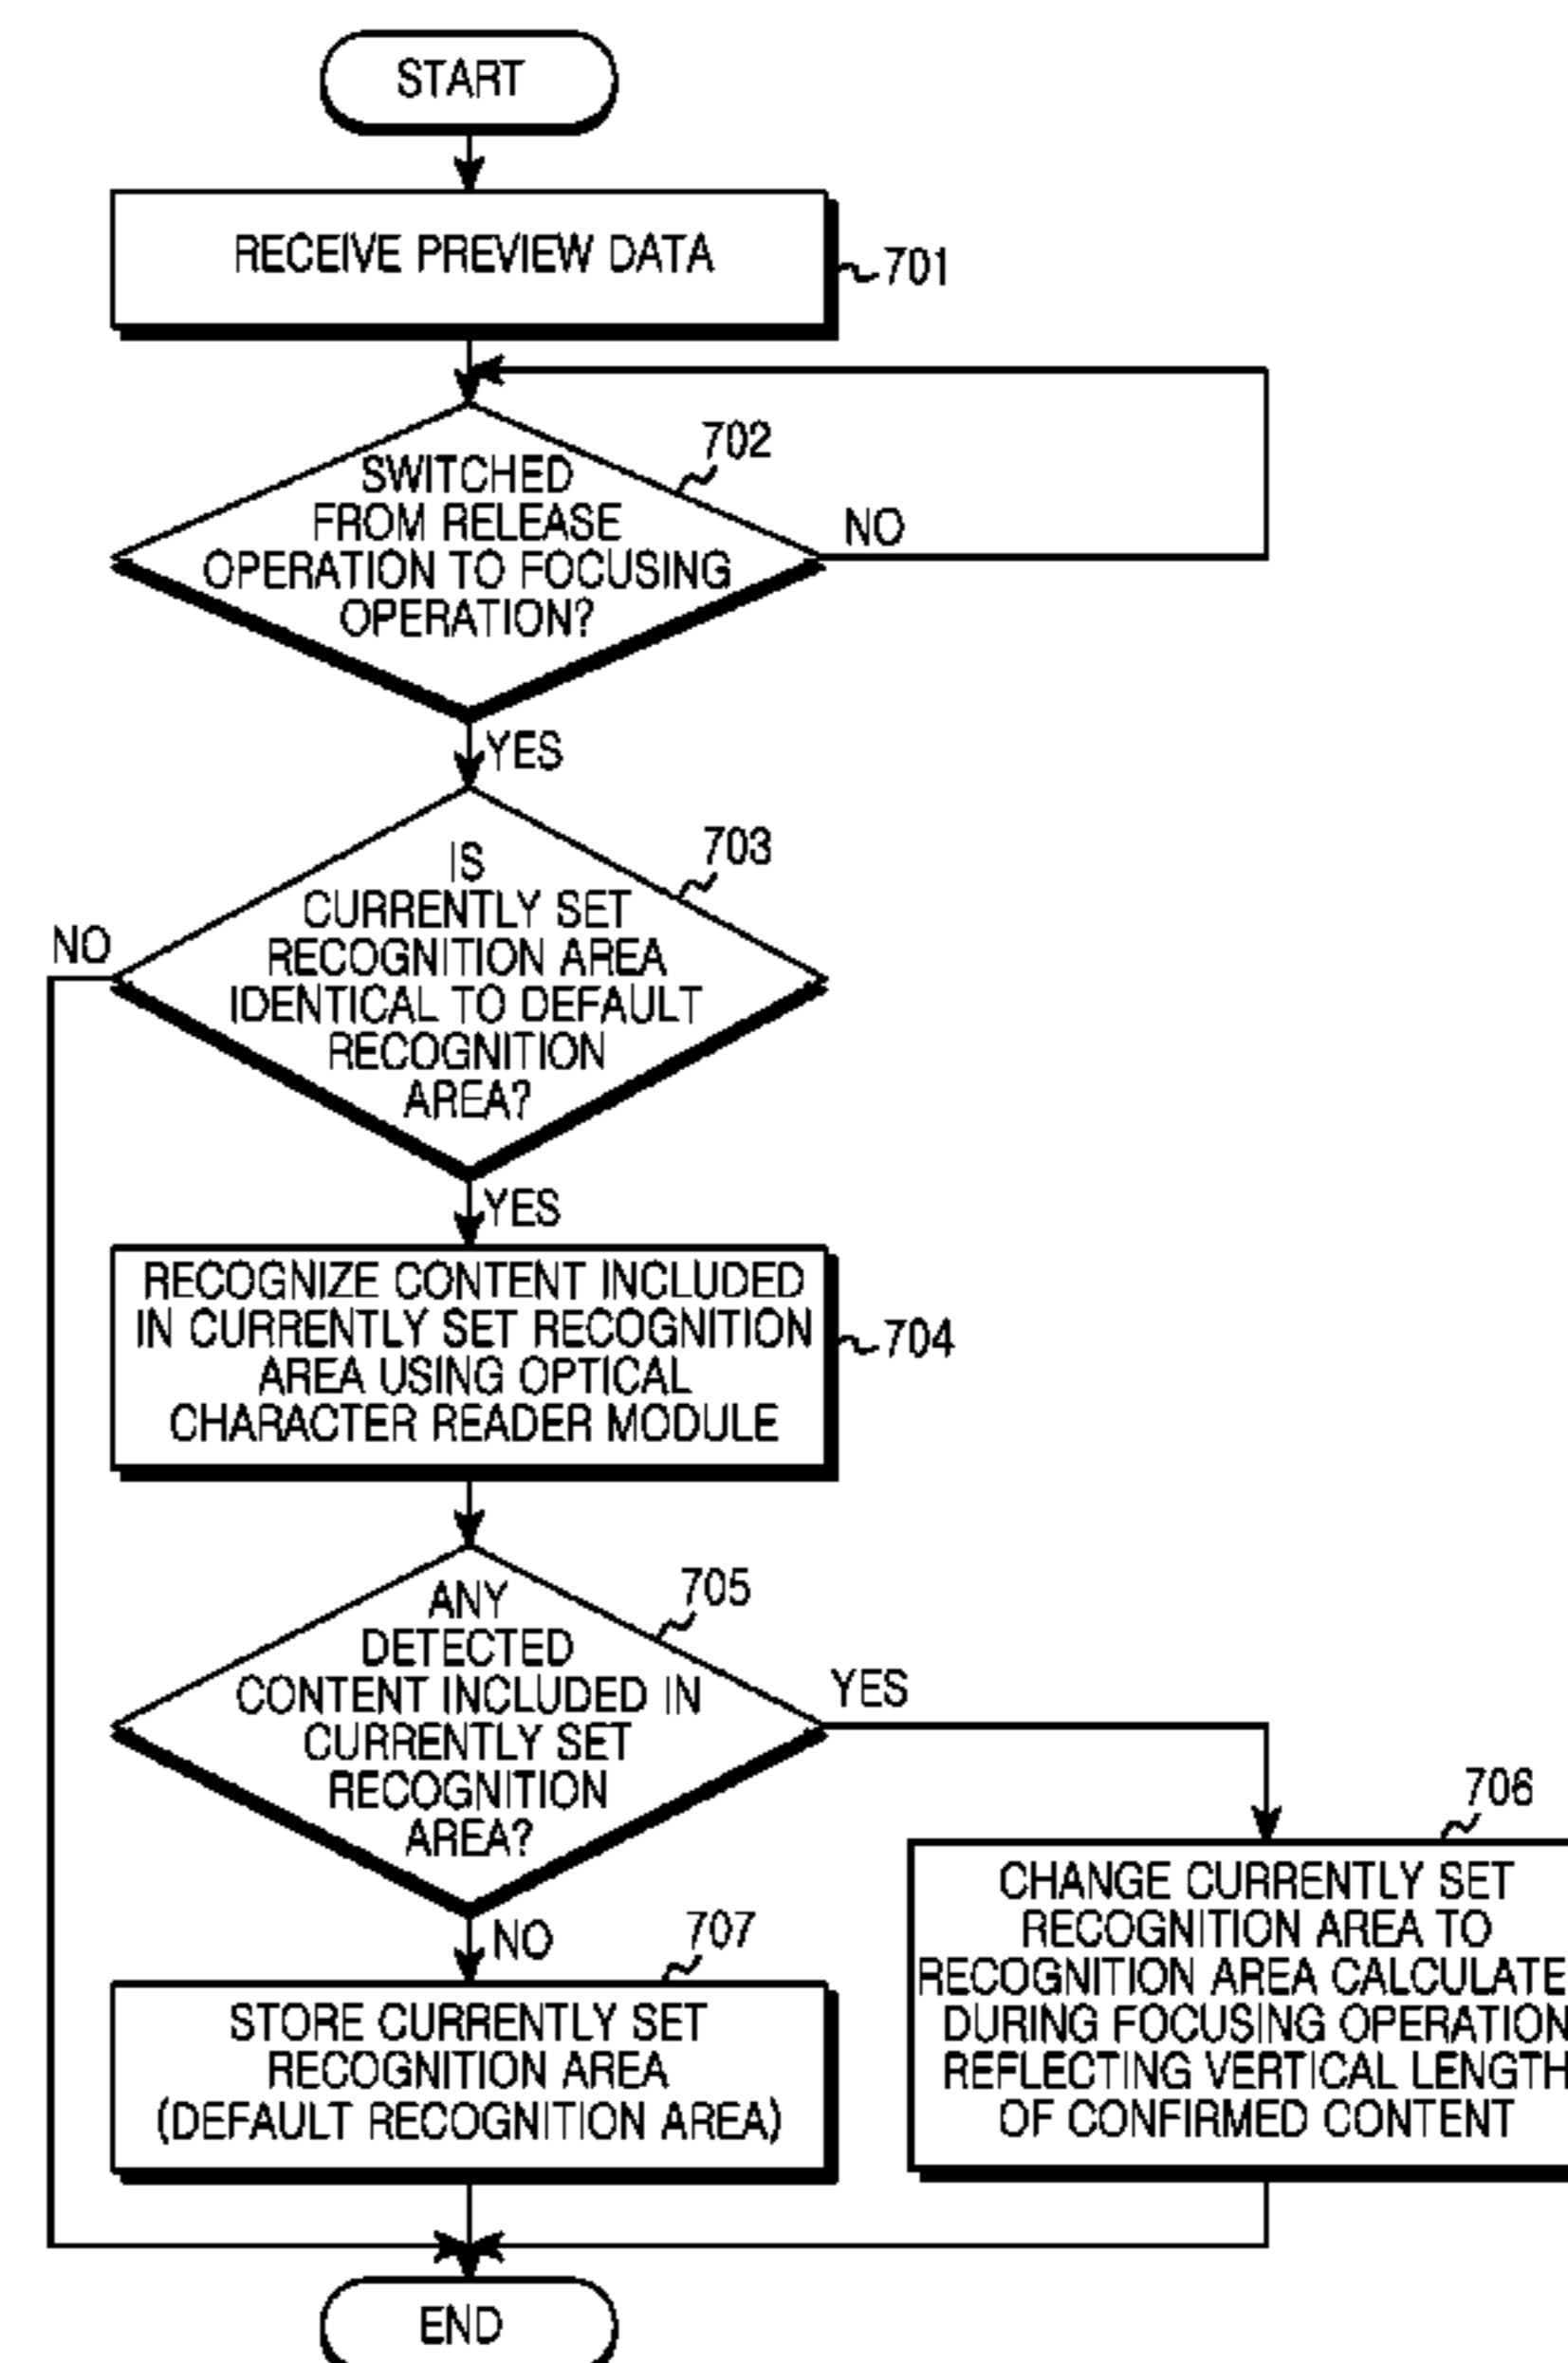 START
RECEIVE PREVIEW DATA
701
702
SWITCHED
FROM RELEASE
OPERATION TO FOCUSING
OPERATION?
NO
YES
703
IS
CURRENTLY SET
RECOGNITION AREA
IDENTICAL TO DEFAULT
RECOGNITION
AREA?
NO
YES
RECOGNIZE CONTENT INCLUDED
IN CURRENTLY SET RECOGNITION
AREA USING OPTICAL
CHARACTER READER MODULE
704
705
ANY
DETECTED
CONTENT INCLUDED IN
CURRENTLY SET
RECOGNITION
AREA?
YES
NO
706
CHANGE CURRENTLY SET
RECOGNITION AREA TO
RECOGNITION AREA CALCULATE
DURING FOCUSING OPERATION
REFLECTING VERTICAL LENGTH
OF CONFIRMED CONTENT
707
STORE CURRENTLY SET
RECOGNITION AREA
(DEFAULT RECOGNITION AREA)
END